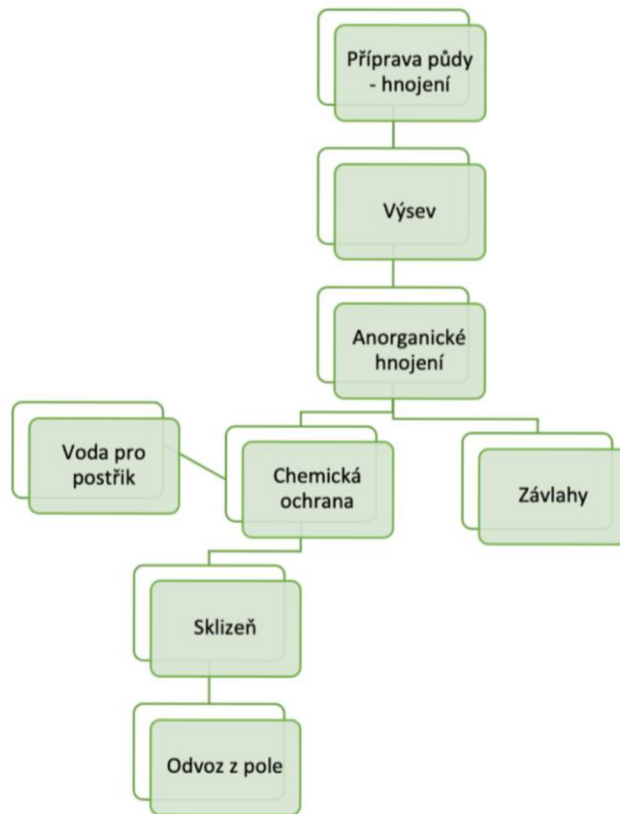 Příprava půdy
- hnojení
Výsev
Anorganické
hnojení
Voda pro
postřik
Chemická
ochrana
Závlahy
Sklizeň
Odvoz z pole